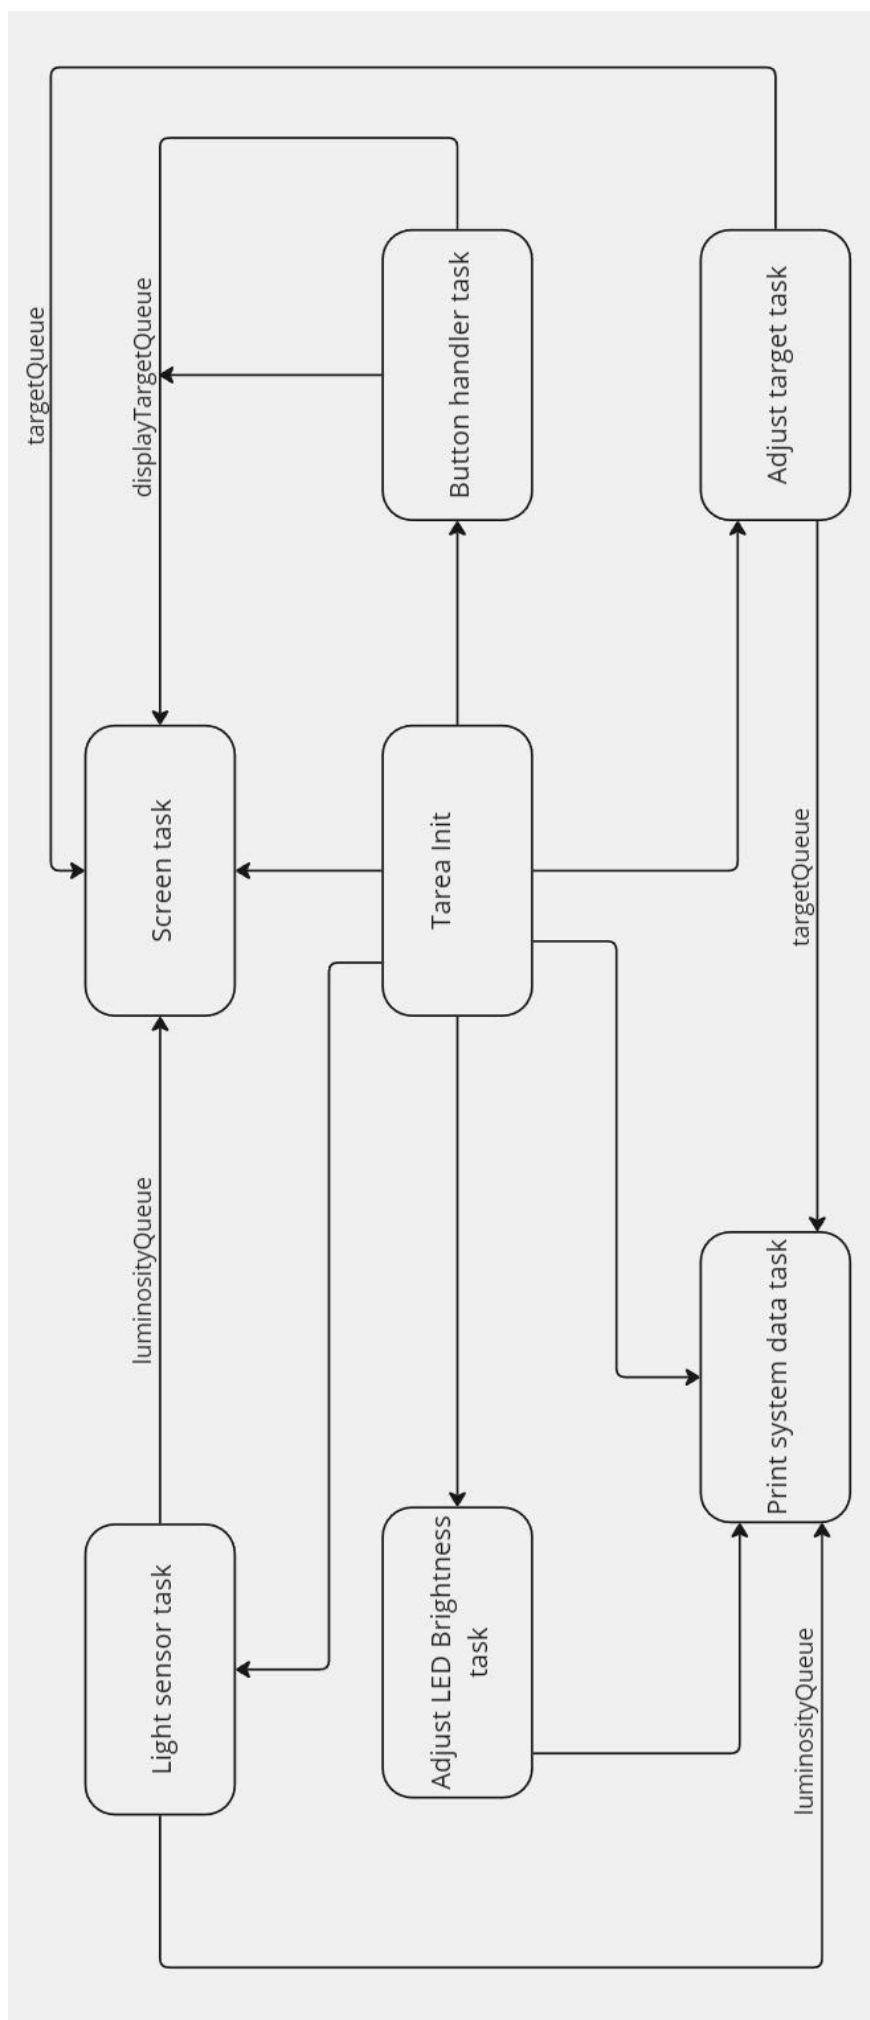 targetQueue
displayTargetQueue
luminosityQueue
Light sensor task
Screen task
Adjust LED Brightness
task
Tarea Init
Button handler task
luminosityQueue
Print system data task
targetQueue
Adjust target task